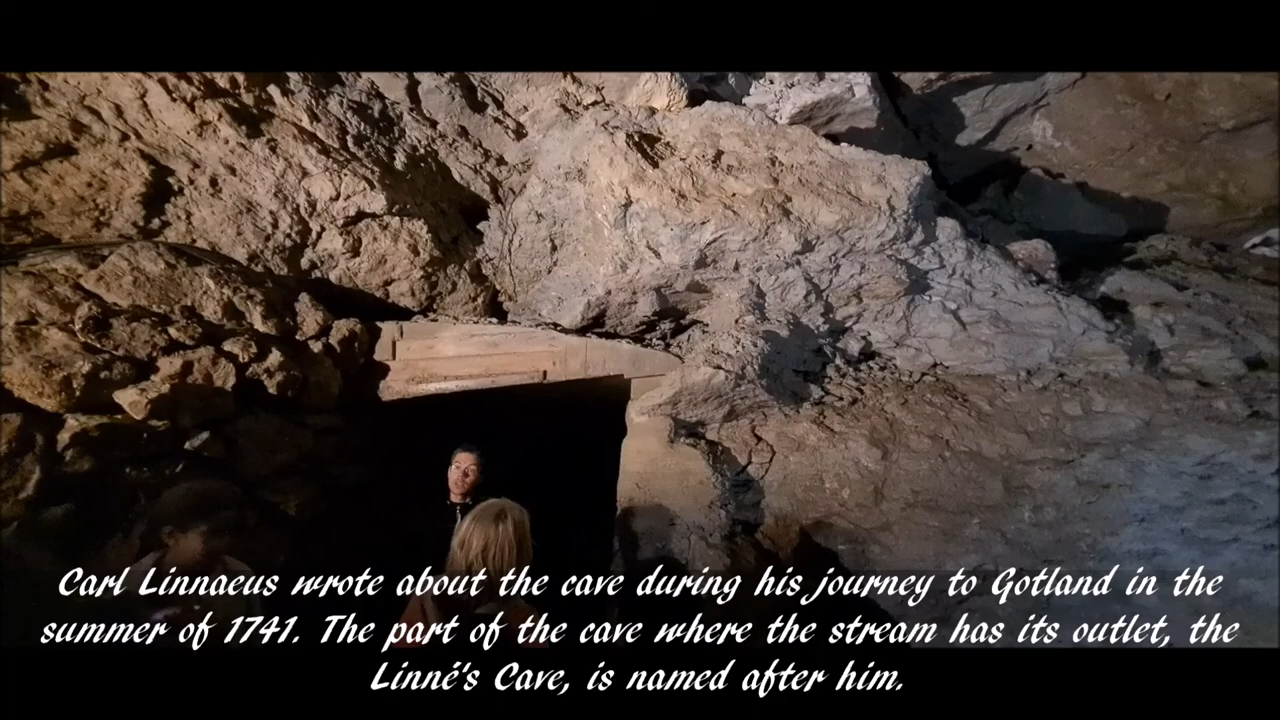 Carl Linnaeus wrote about the cave during his journey to Gotland in the
summer of 1741. The part of the cave where the stream has its outlet, the
Linné's Cave, is named after him.